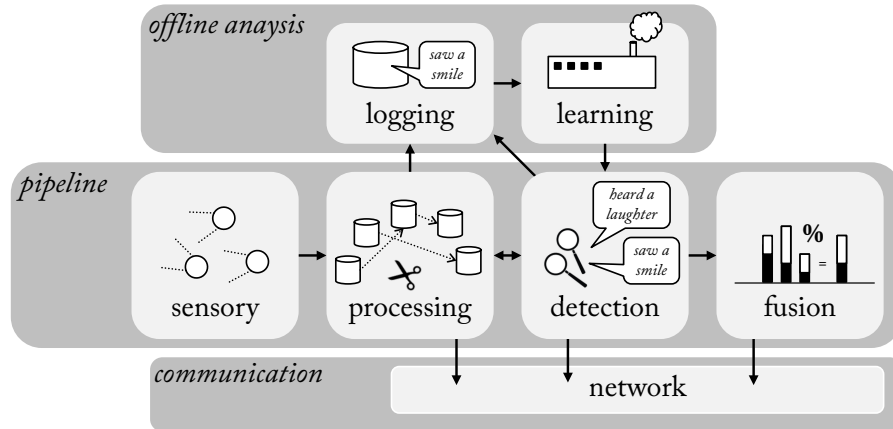 offline anaysis
saw a
smile
logging
learning
pipeline
heard a
laughter
saw a
smile
%
=
sensory
processing
detection
fusion
communication
network